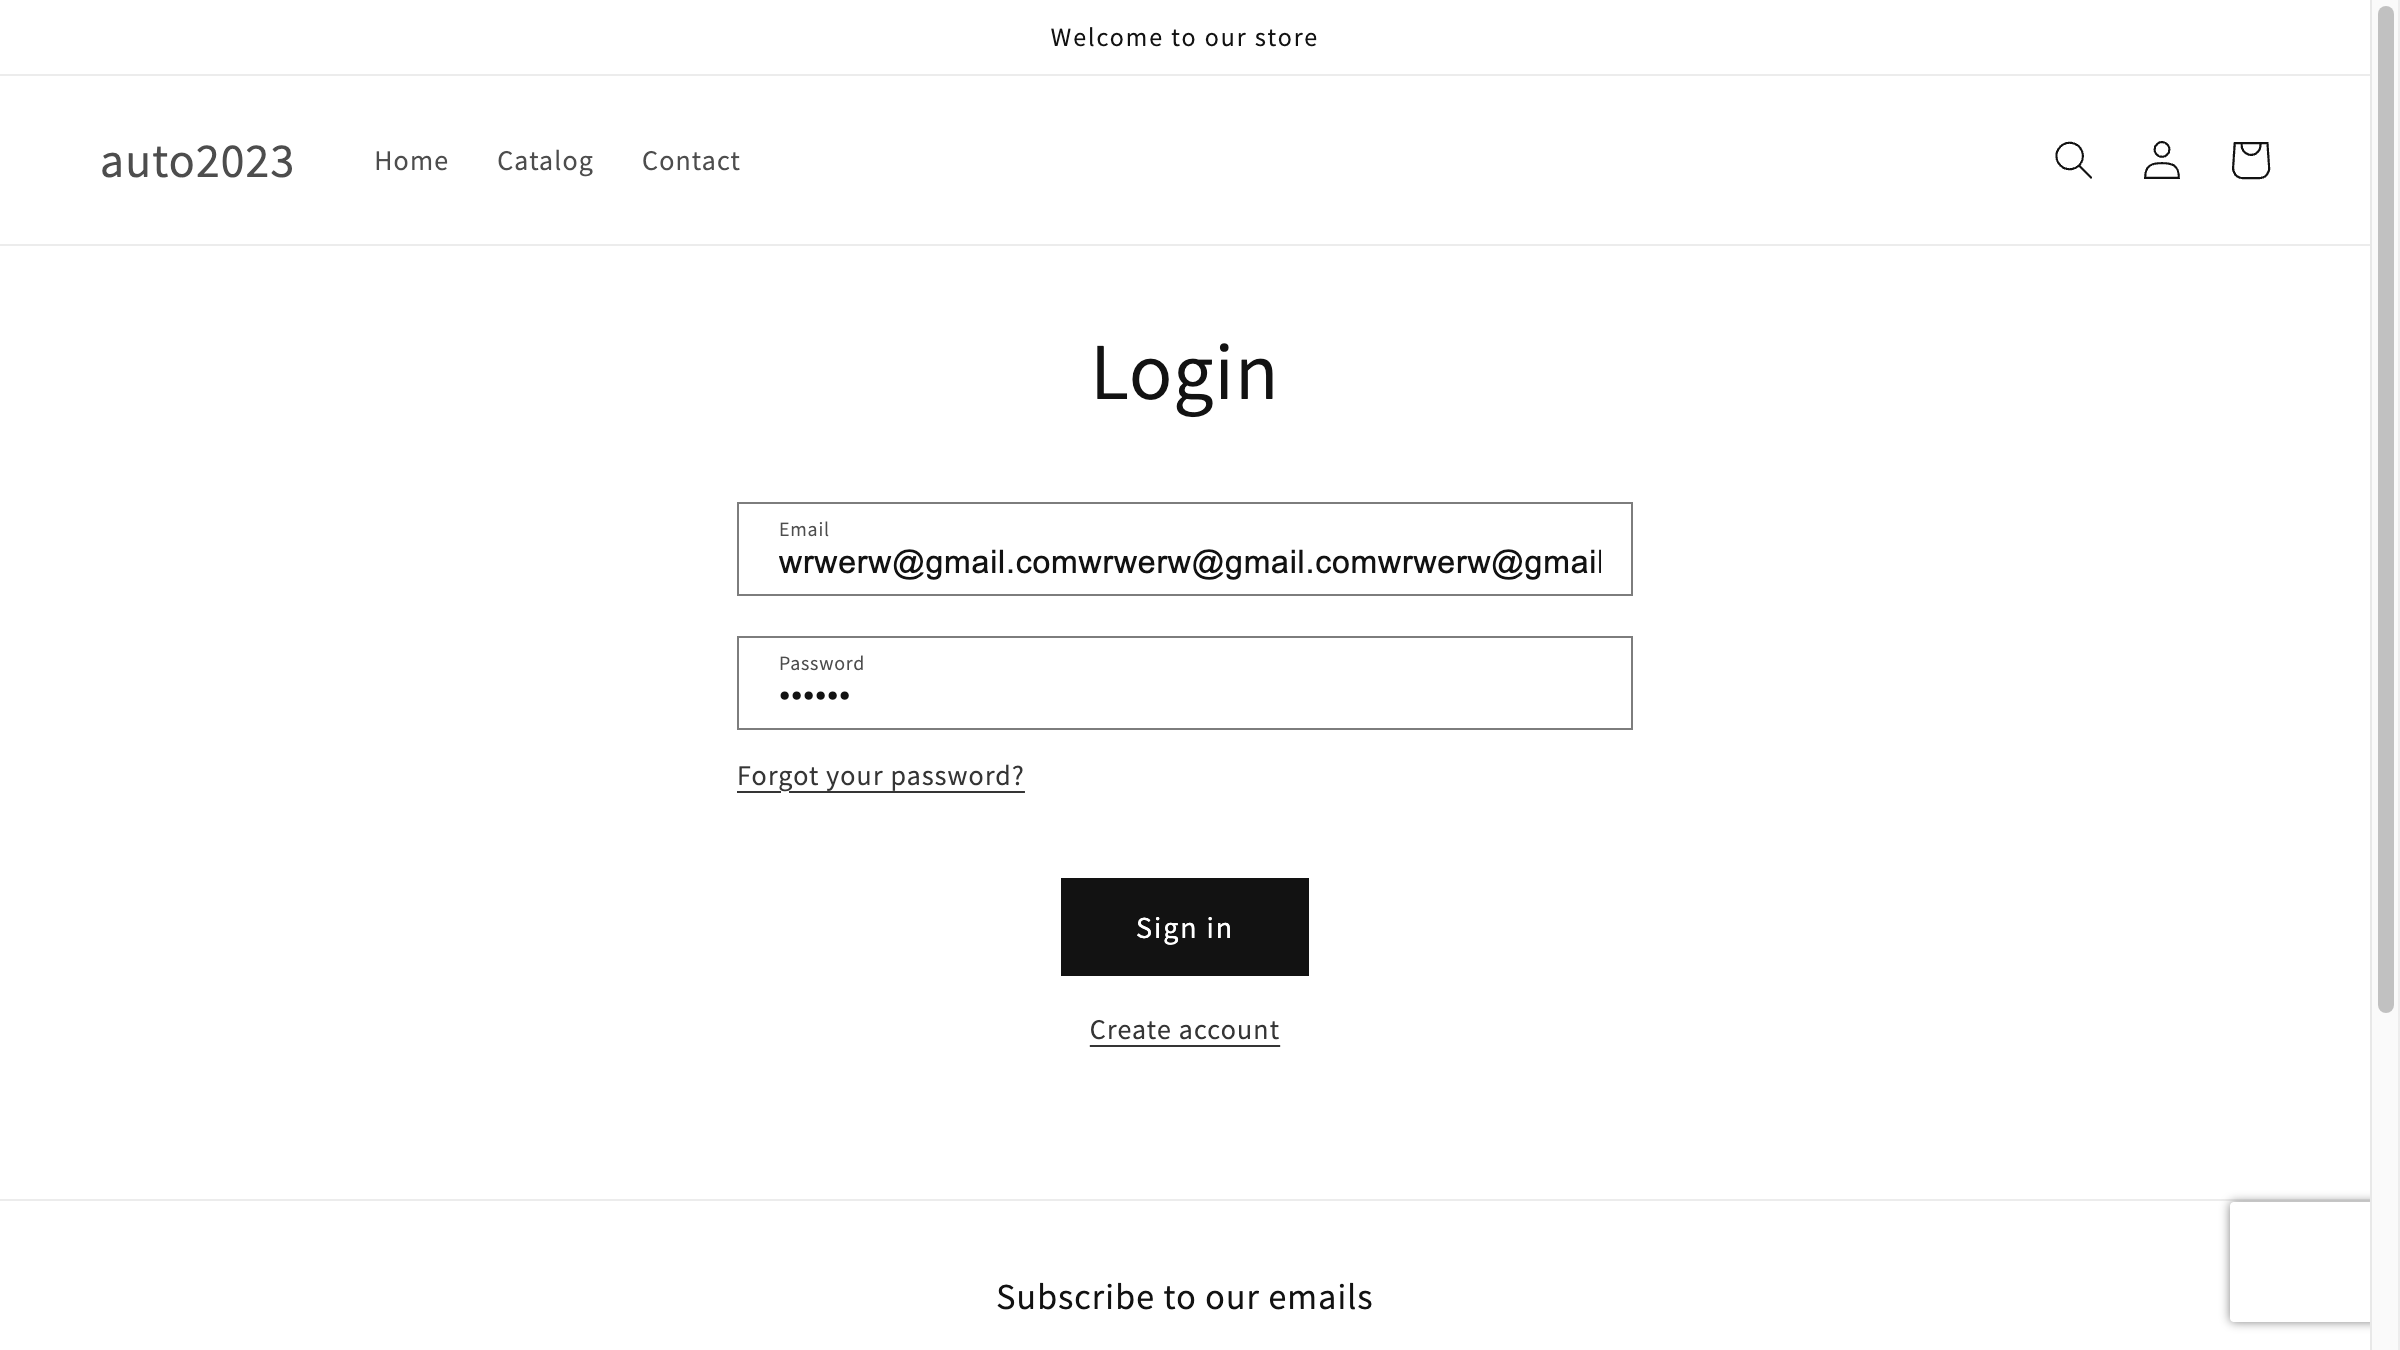 Welcome to our store
auto2023 Home Catalog Contact
Login
Email
wrwerw@gmail.comwrwerw@gmail.comwrwerw@gmail
Password
••••••
Forgot your password?
Sign in
Create account
Subscribe to our emails